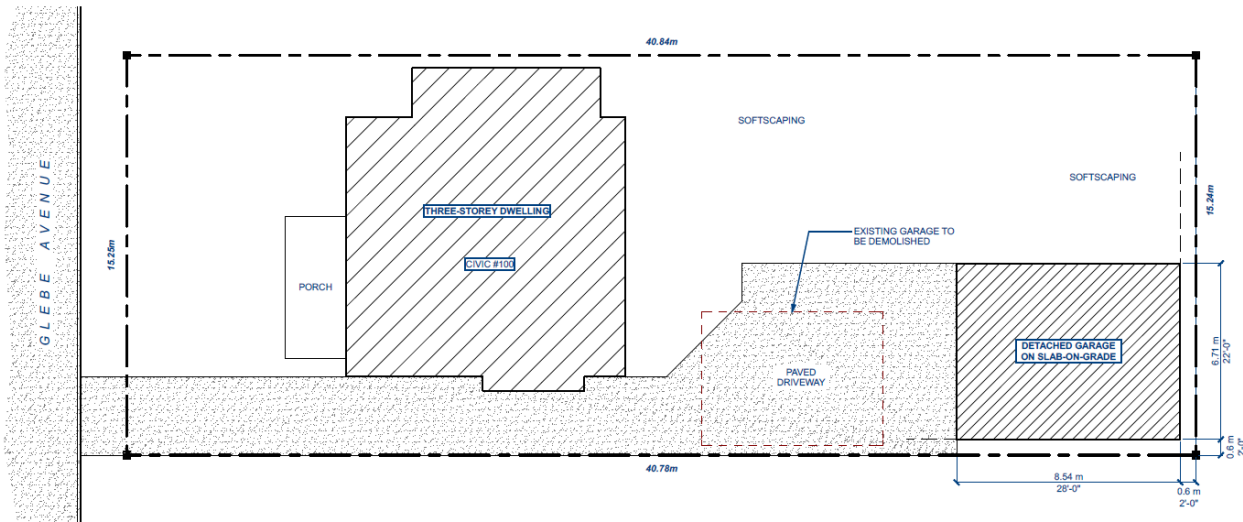 40.84m
SOFTSCAPING
SOFTSCAPING
GLEBE AVENUE
15.25m
15.24m
THREE-STOREY DWELLING
CIVIC #100
PORCH
EXISTING GARAGE TO
BE DEMOLISHED
PAVED
DRIVEWAY
DETACHED GARAGE
ON SLAB-ON-GRADE
6.71 m
22'-0"
0.6 m
2'-0"
40.78m
8.54 m
28'-0"
0.6 m
2'-0"